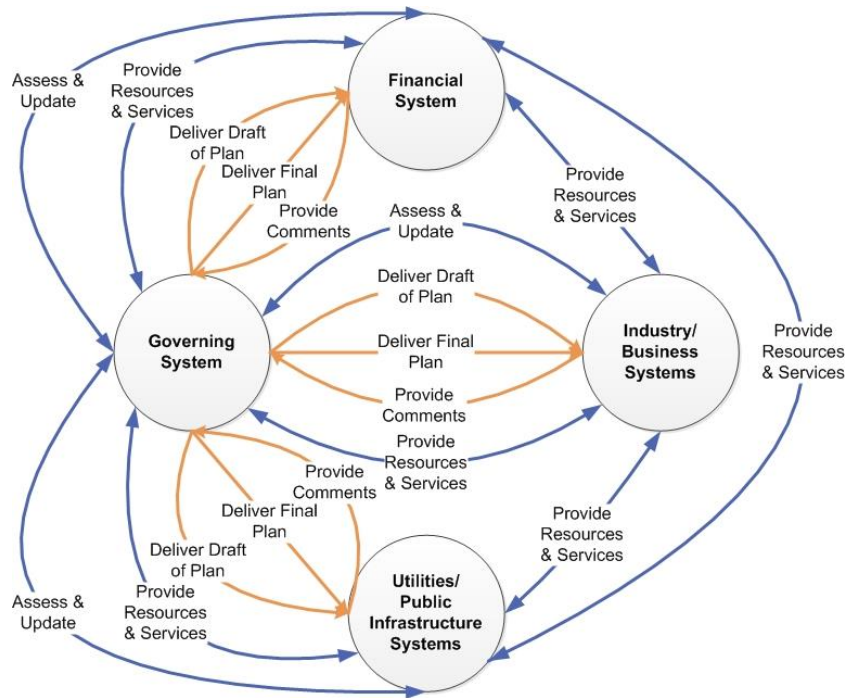 Financial
System
Assess &
Update
Provide
Resources
& Services
Deliver Draft
of Plan
Deliver Final
Plan
Provide
Comments
Provide
Resources
& Services
Assess &
Update
Deliver Draft
of Plan
Governing
System
Deliver Final
Plan
Industry/
Business
Systems
Provide
Resources
& Services
Provide
Comments
Provide
Resources
& Services
Provide
Comments
Deliver Final
Plan
Deliver Draft
of Plan
Provide
Resources
& Services
Assess &
Update
Provide
Resources
& Services
Utilities/
Public
Infrastructure
Systems